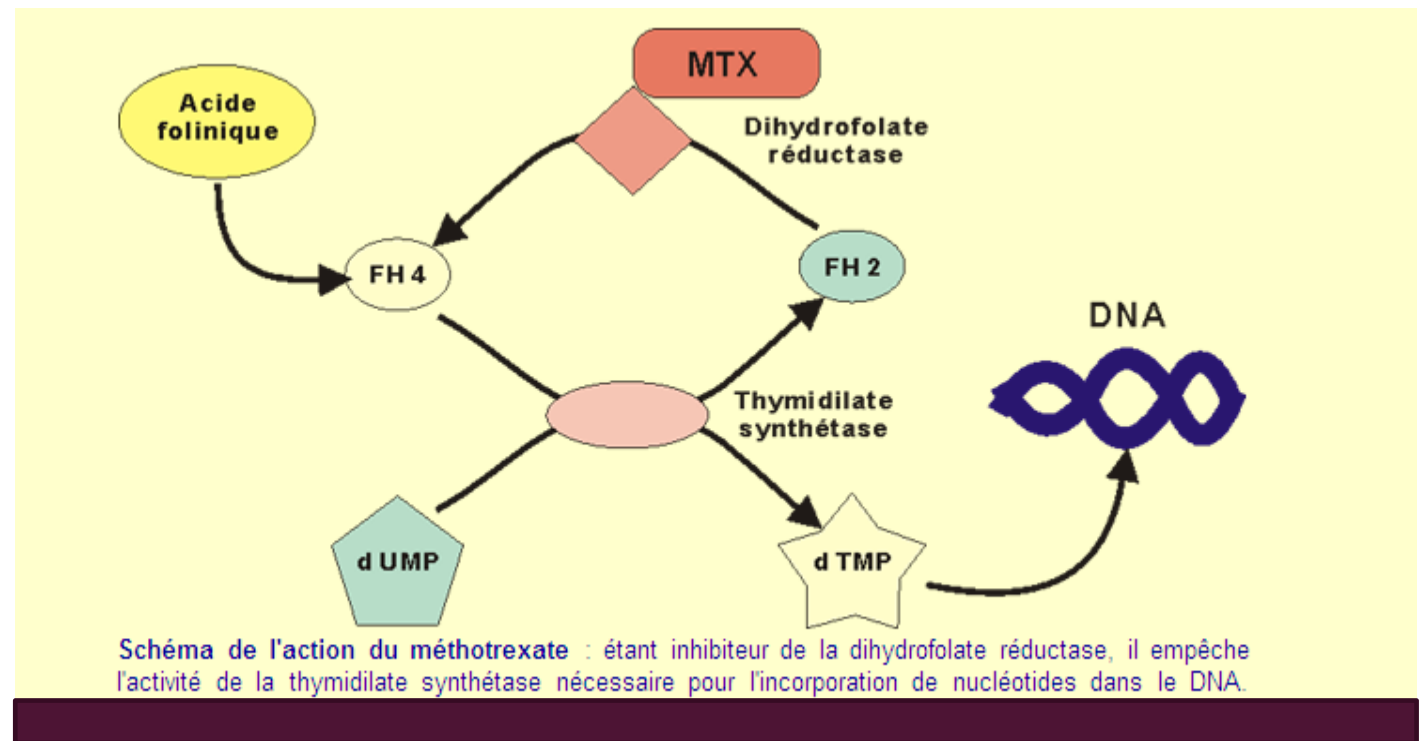 MTX
Acide
folinique
Dihydrofolate
réductase
FH 4
FH 2
DNA
Thymidilate
synthétase
d UMP
d TMP
Schéma de l'action du méthotrexate : étant inhibiteur de la dihydrofolate réductase, il empêche
l'activité de la thymidilate synthétase nécessaire pour l'incorporation de nucléotides dans le DNA.